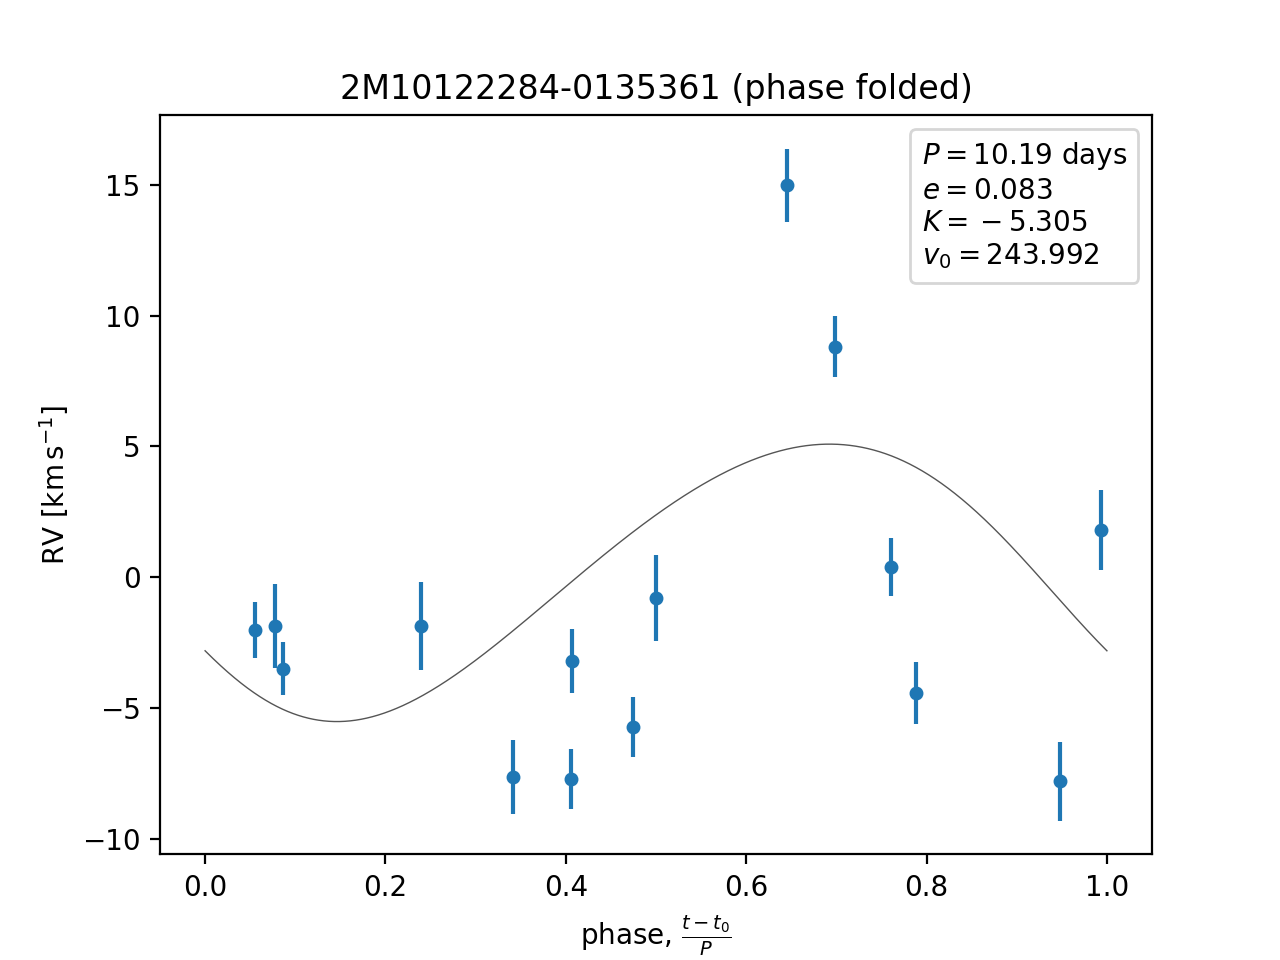 2M10122284-0135361 (phase folded)
P = 10.19 days
e = 0.083
K = −5.305
v₀ = 243.992
15
10
5
0
−5
−10
RV [km s⁻¹]
0.0 0.2 0.4 0.6 0.8 1.0
phase, (t − t₀)/P